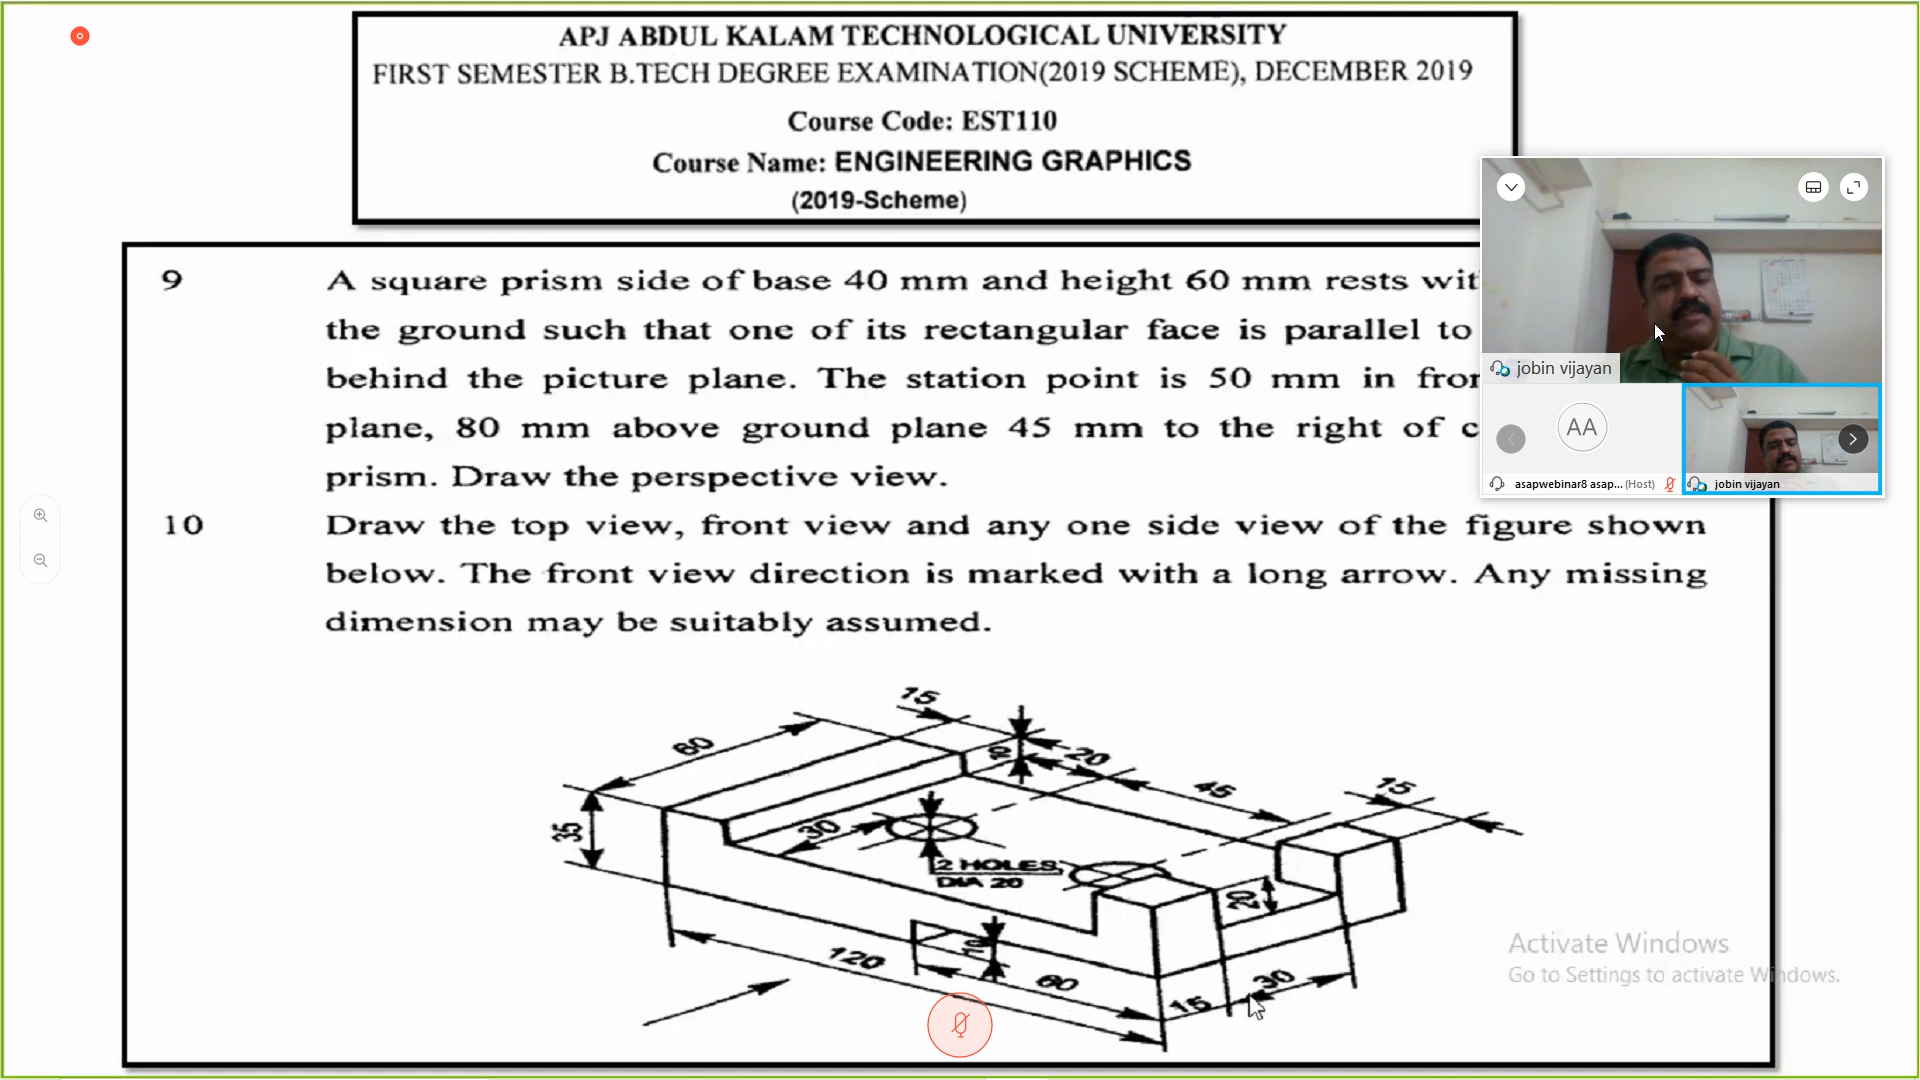 APJ ABDUL KALAM TECHNOLOGICAL UNIVERSITY
FIRST SEMESTER B.TECH DEGREE EXAMINATION(2019 SCHEME), DECEMBER 2019
Course Code: EST110
Course Name: ENGINEERING GRAPHICS
(2019-Scheme)
9 A square prism side of base 40 mm and height 60 mm rests wit
the ground such that one of its rectangular face is parallel to
behind the picture plane. The station point is 50 mm in fron
plane, 80 mm above ground plane 45 mm to the right of c
prism. Draw the perspective view.
10 Draw the top view, front view and any one side view of the figure shown
below. The front view direction is marked with a long arrow. Any missing
dimension may be suitably assumed.
jobin vijayan
AA
asapwebinar8 asap... (Host)
jobin vijayan
15
60
10
20
45
15
35
30
2 HOLES,
DIA 20
20
10
120
60
15
30
Activate Windows
Go to Settings to activate Windows.